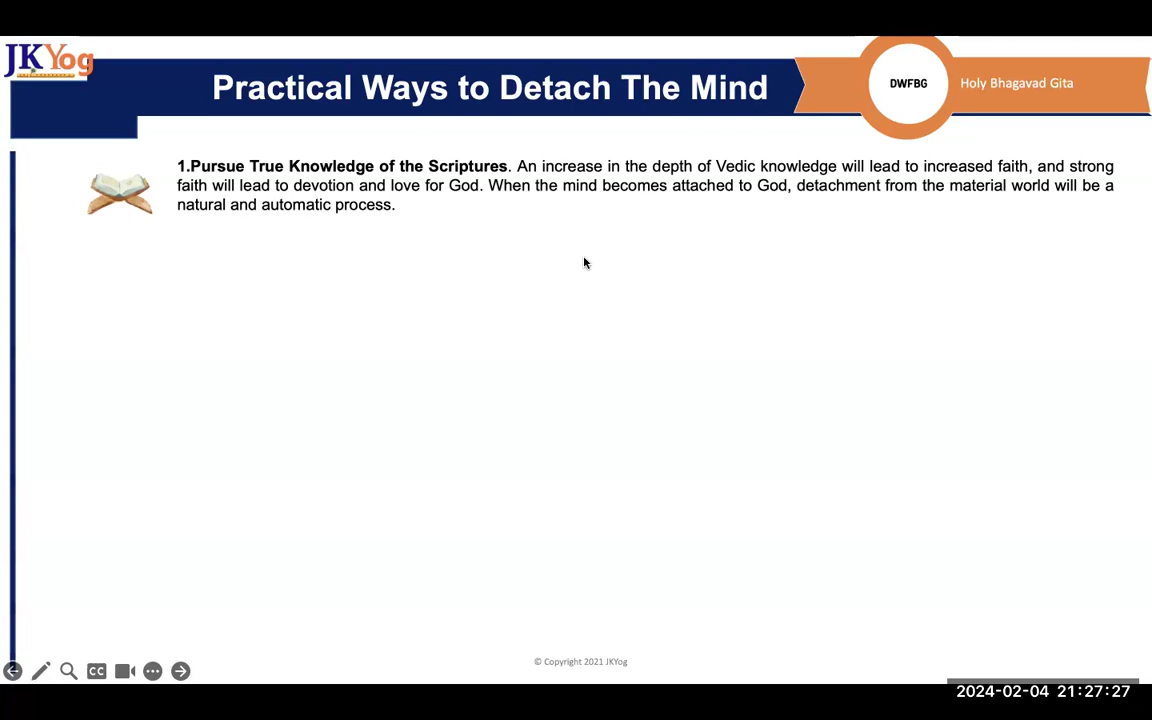 JKYog
Practical Ways to Detach The Mind
DWFBG
Holy Bhagavad Gita
1.Pursue True Knowledge of the Scriptures. An increase in the depth of Vedic knowledge will lead to increased faith, and strong
faith will lead to devotion and love for God. When the mind becomes attached to God, detachment from the material world will be a
natural and automatic process.
© Copyright 2021 JKYog
CC
2024-02-04 21:27:27